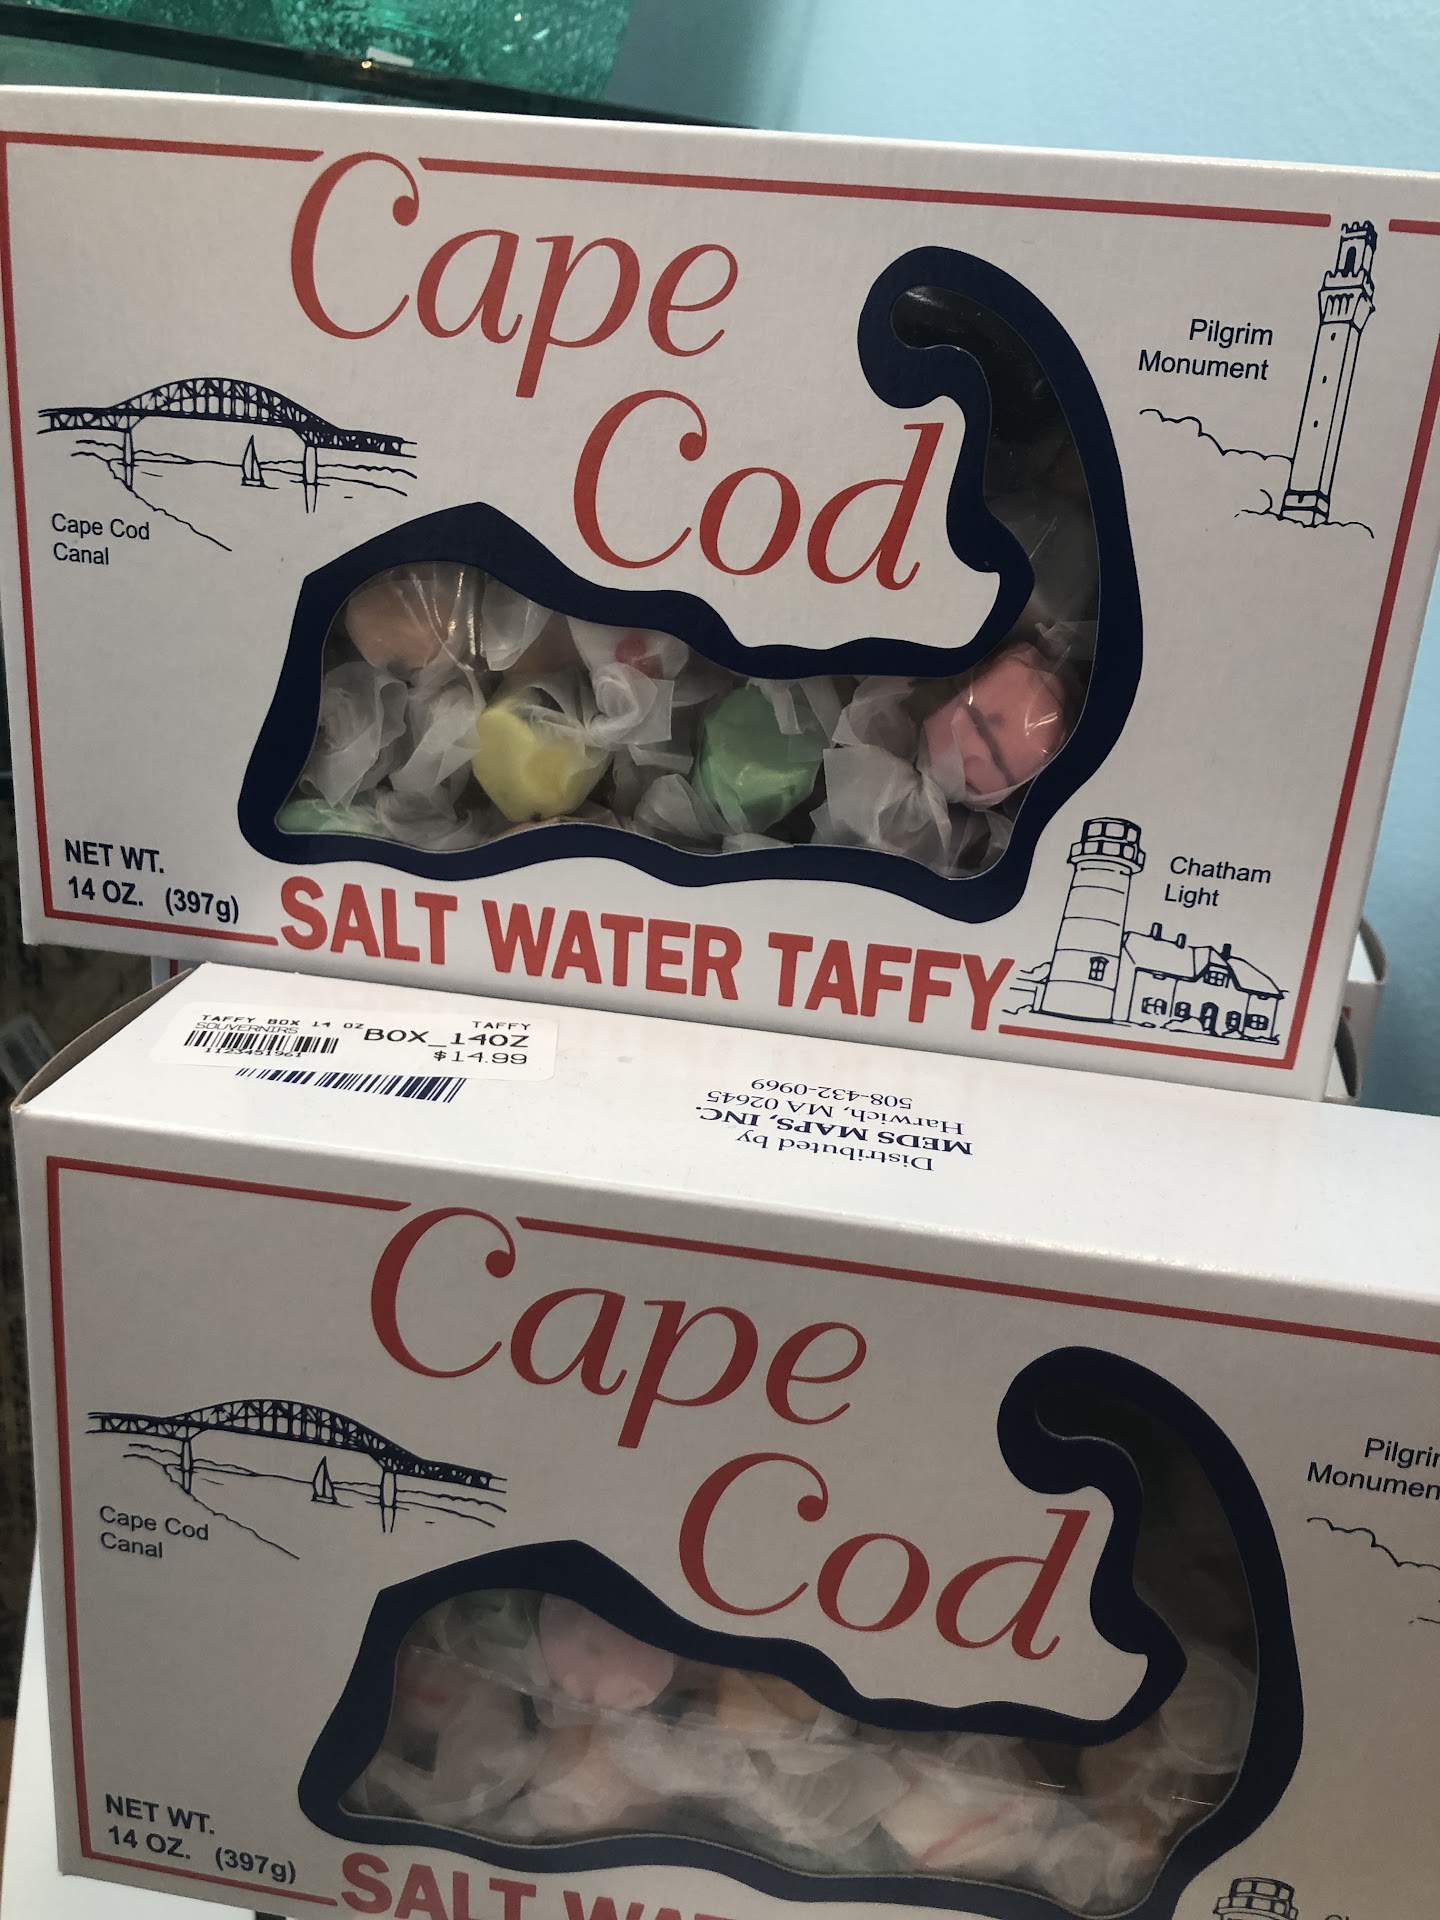 Cape
Cod
Pilgrim
Monument
Cape Cod
Canal
Chatham
Light
NET WT.
14 OZ. (397g)
SALT WATER TAFFY
TAFFY BOX 14 OZ TAFFY
SOUVERNIRS
BOX_14OZ
$14.99
Distributed by
MEDS MAPS, INC.
Harwich, MA 02645
508-432-0969
Cape
Cod
Pilgrim
Monumen
Cape Cod
Canal
NET WT.
14 OZ. (397g)
SALT WAT